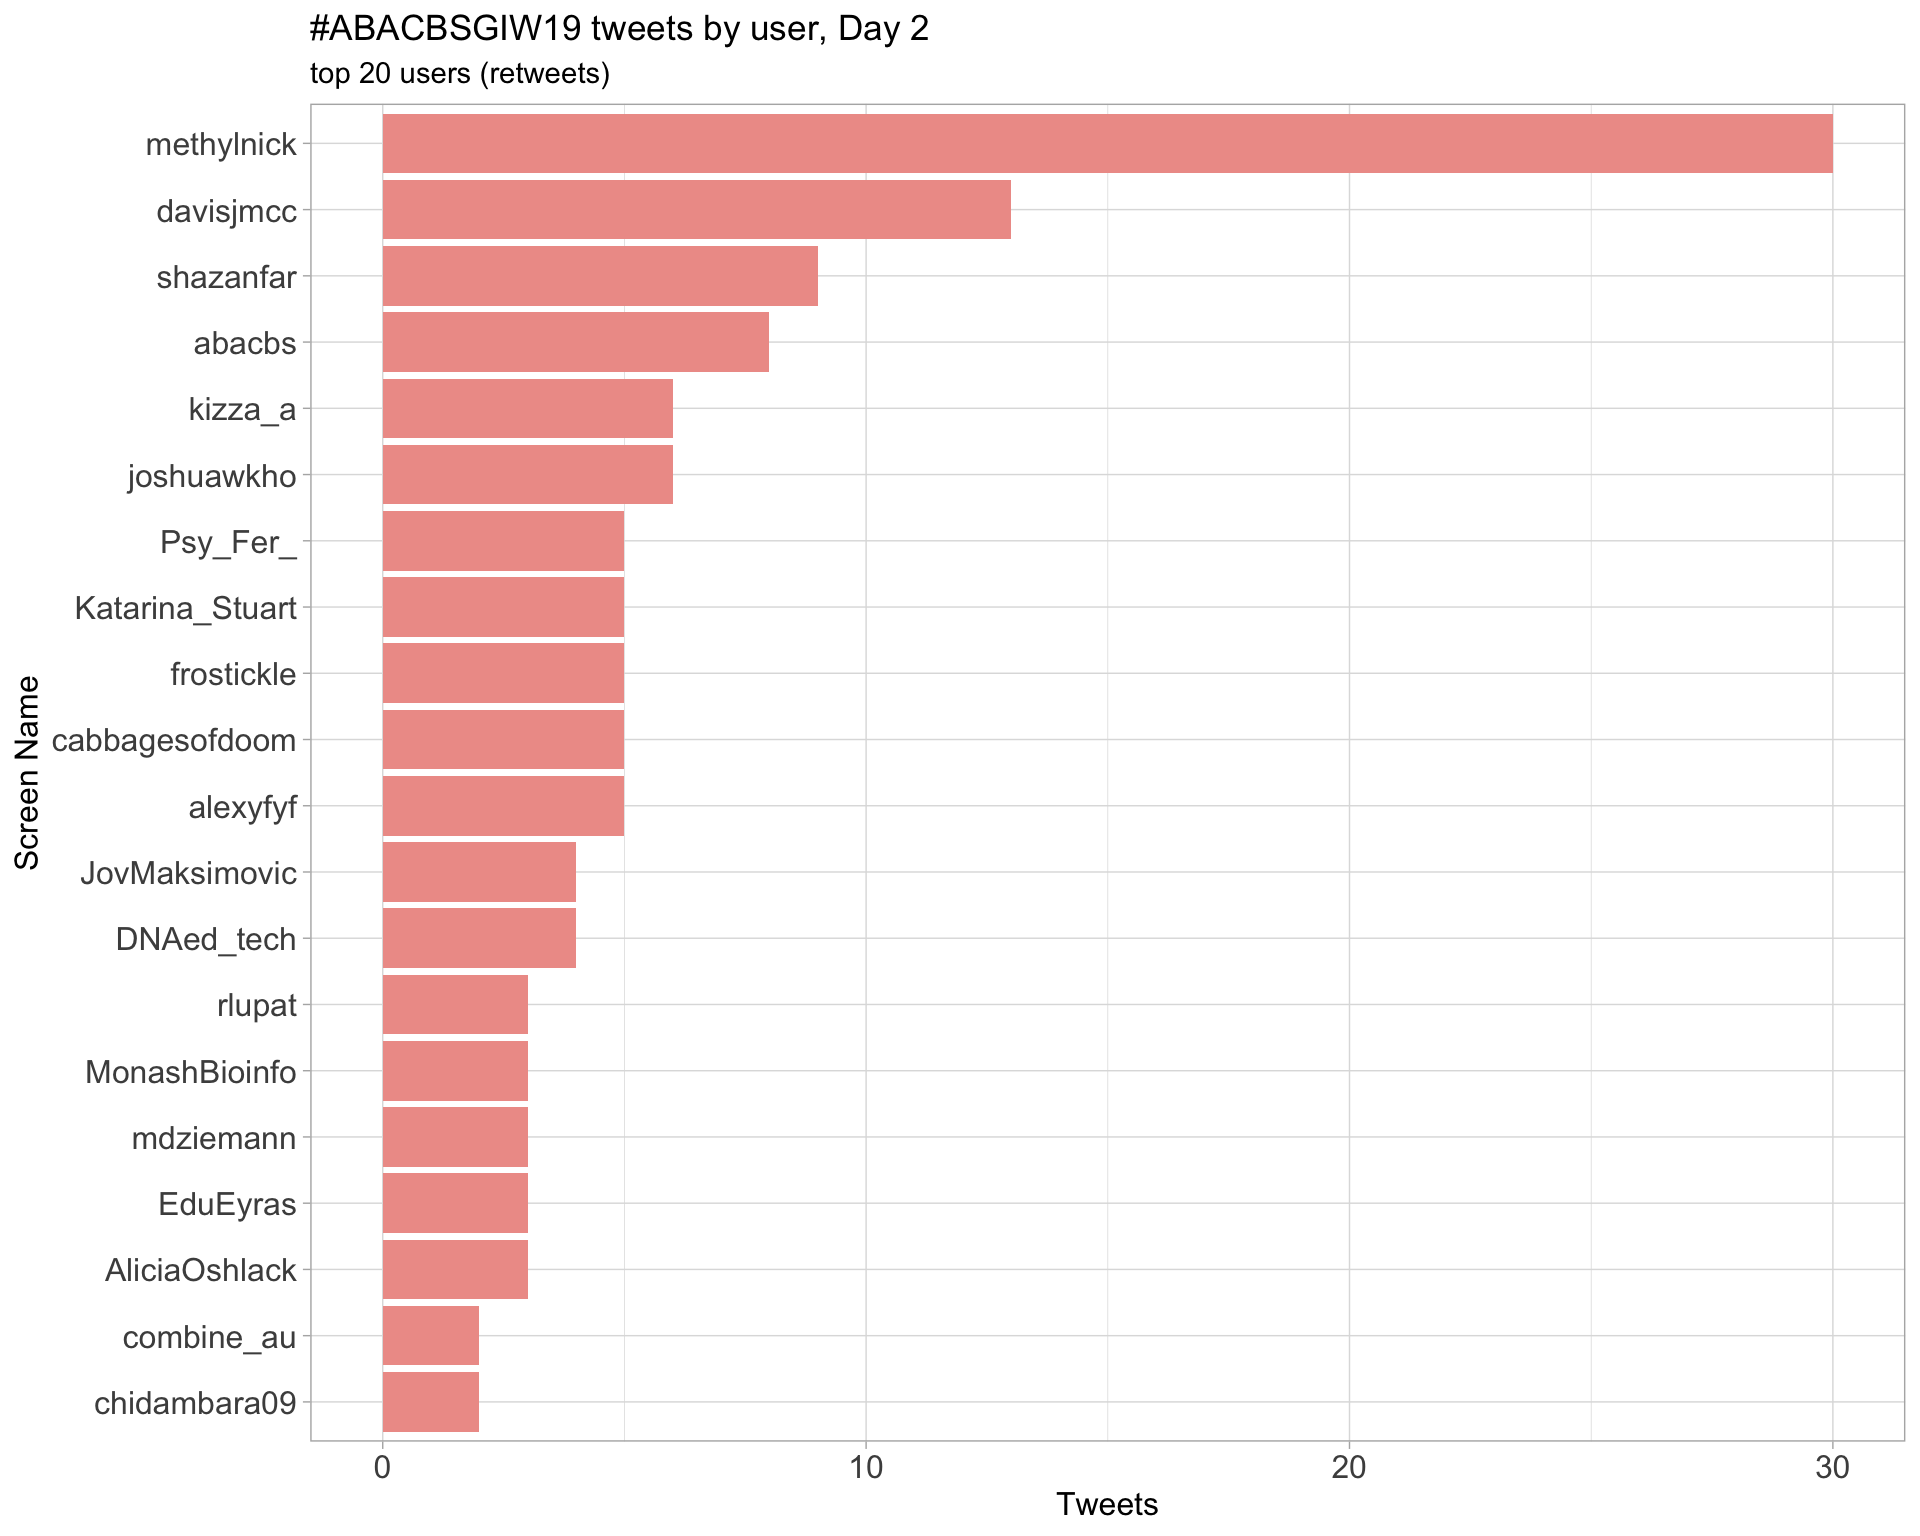 #ABACBSGIW19 tweets by user, Day 2
top 20 users (retweets)
methylnick
davisjmcc
shazanfar
abacbs
kizza_a
joshuawkho
Psy_Fer_
Katarina_Stuart
frostickle
cabbagesofdoom
alexyfyf
JovMaksimovic
DNAed_tech
rlupat
MonashBioinfo
mdziemann
EduEyras
AliciaOshlack
combine_au
chidambara09
Screen Name
0 10 20 30
Tweets